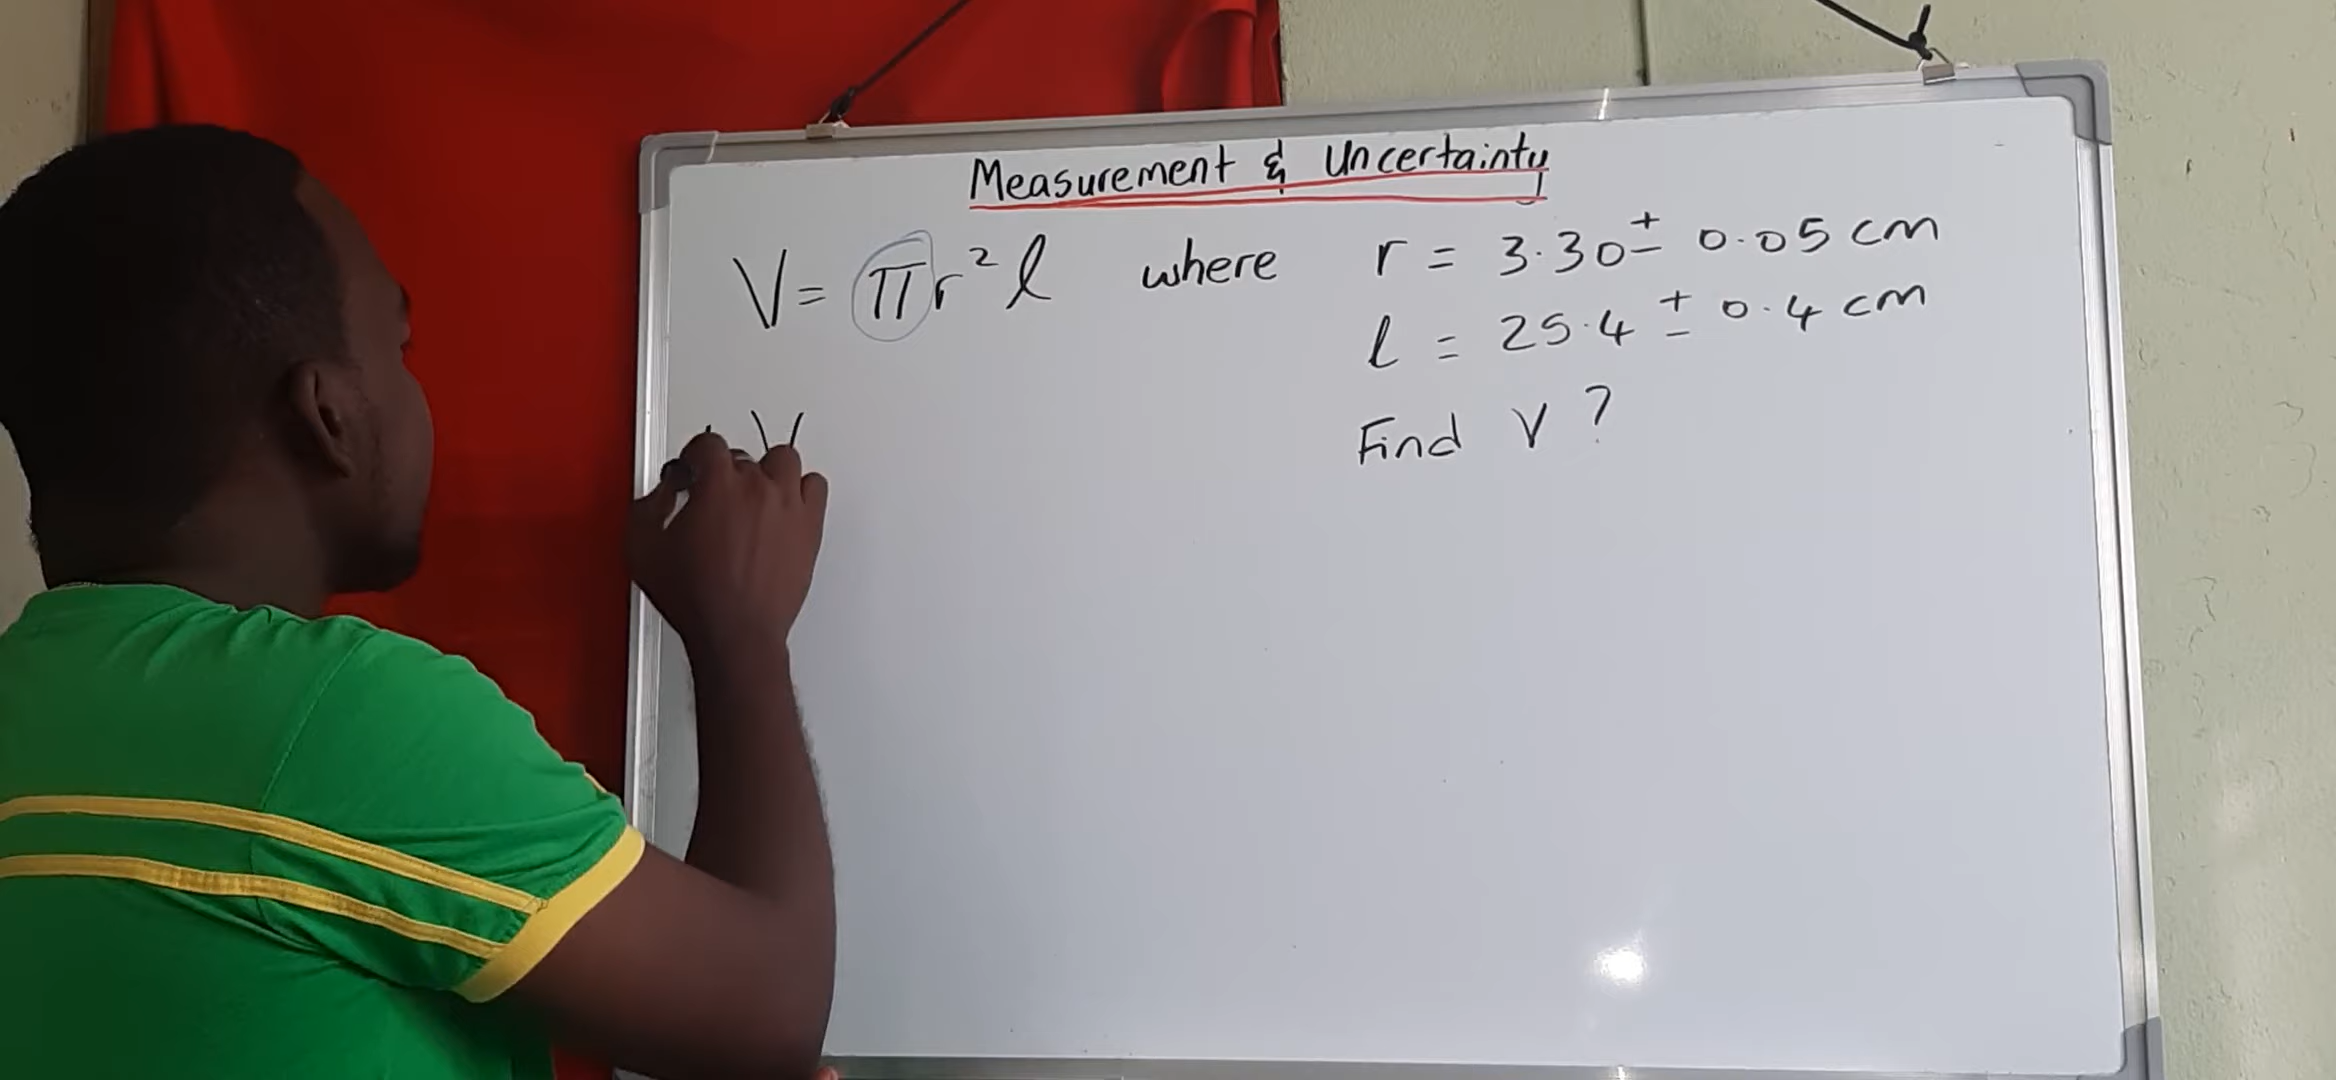 Measurement & Uncertainty
V = πr²l where r = 3.30 ± 0.05 cm
l = 25.4 ± 0.4 cm
Find V ?
V